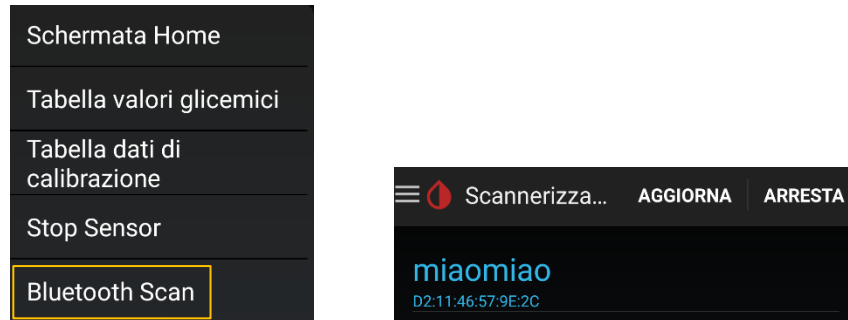 Schermata Home
Tabella valori glicemici
Tabella dati di
calibrazione
Stop Sensor
Bluetooth Scan
Scannerizza... AGGIORNA ARRESTA
miaomiao
D2:11:46:57:9E:2C